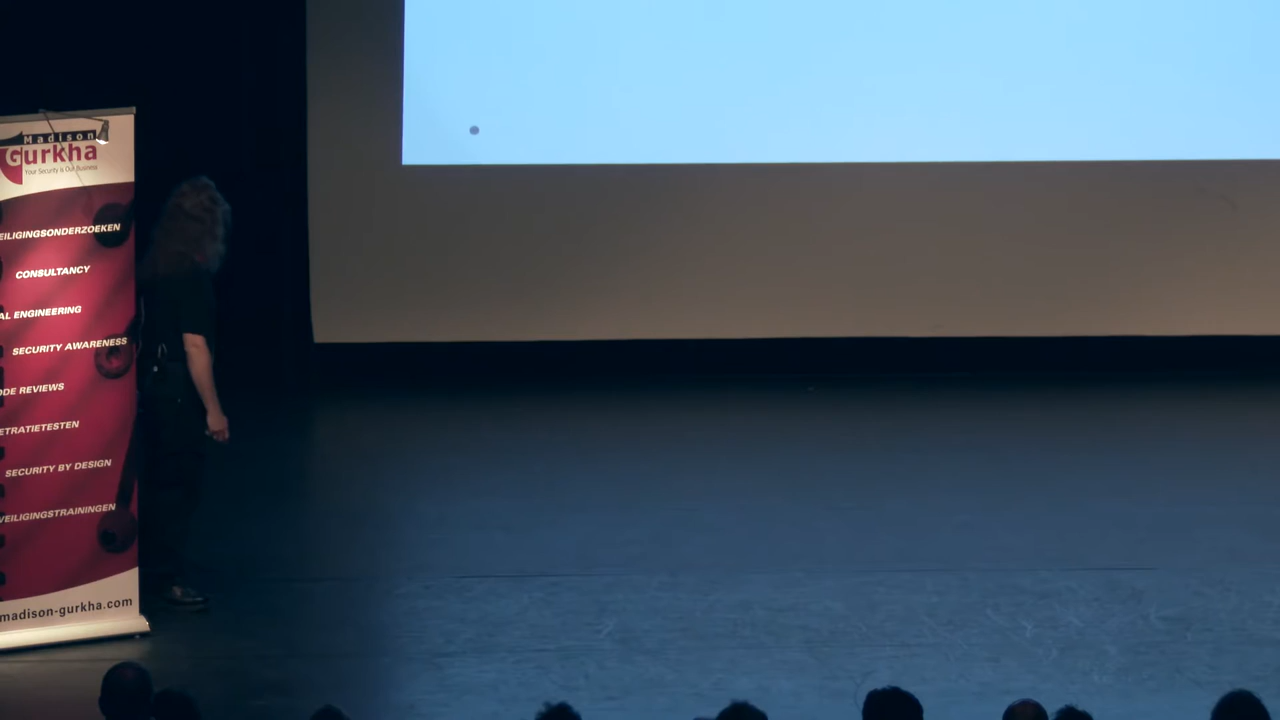 Madison
Gurkha
Your Security is Our Business
EILIGINGSONDERZOEKEN
CONSULTANCY
AL ENGINEERING
SECURITY AWARENESS
DE REVIEWS
ETRATIETESTEN
SECURITY BY DESIGN
VEILIGINGSTRAININGEN
madison-gurkha.com